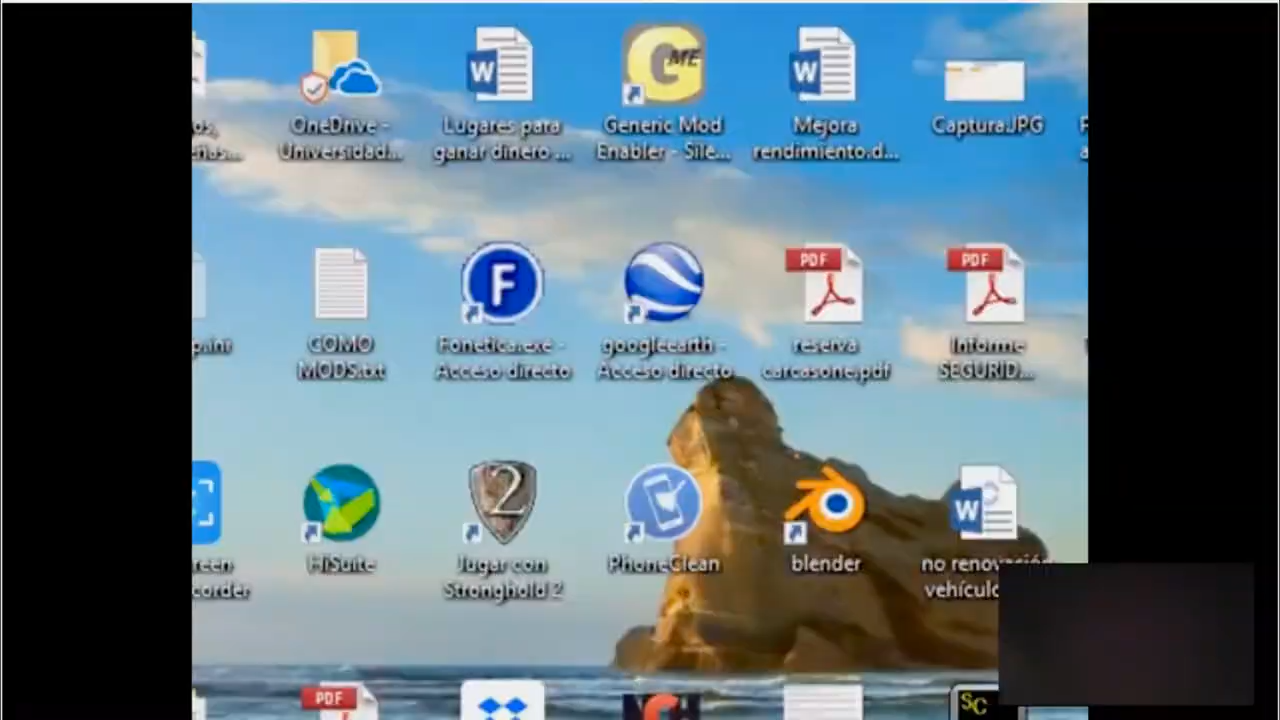 OneDrive -
Universidad...
Lugares para
ganar dinero ...
Generic Mod
Enabler - Sile...
Mejora
rendimiento.d...
Captura.JPG
COMO
MODS.txt
Fonetica.exe -
Acceso directo
googleearth -
Acceso directo
PDF
reserva
carcasone.pdf
PDF
Informe
SEGURID...
HiSuite
Jugar con
Stronghold 2
PhoneClean
blender
no renovación
PDF
SC